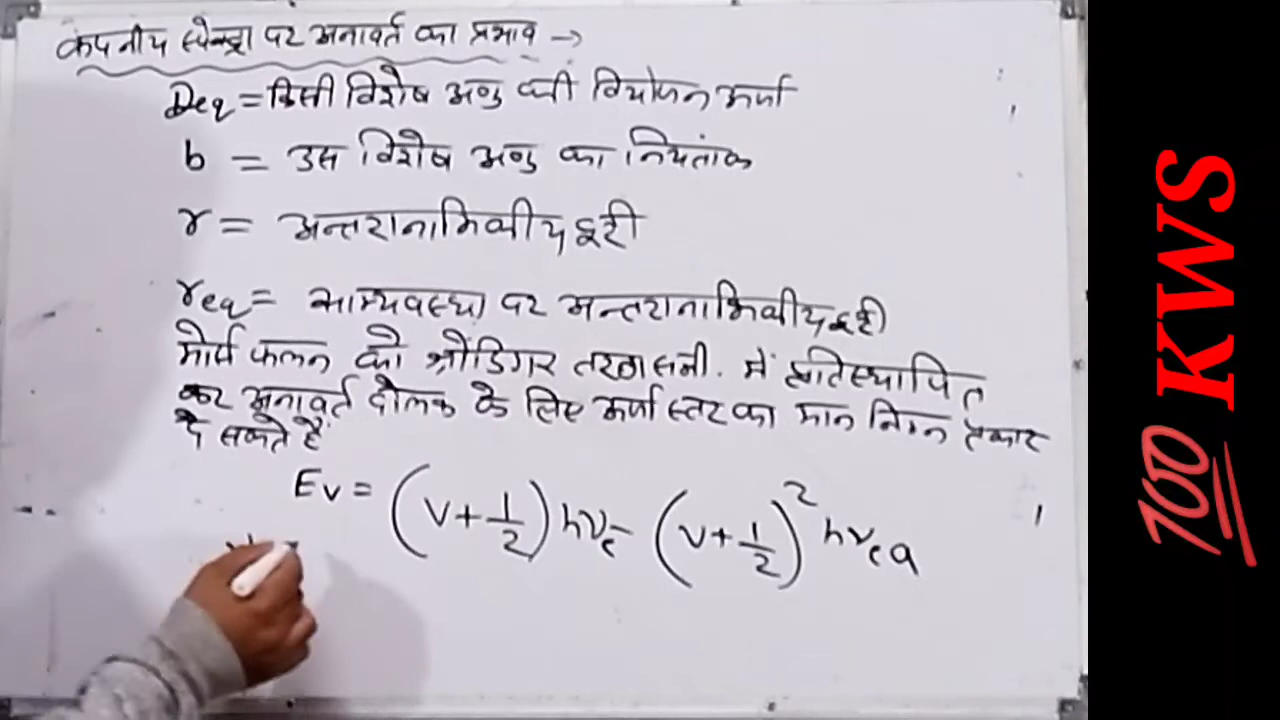 कंपनीय स्पेक्ट्रा पर अनावर्त का प्रभाव →
Deq = किसी विशेष अणु की वियोजन ऊर्जा
b = उस विशेष अणु का नियतांक
r = अन्तरानाभिकीय दूरी
req = साम्यवस्था पर अन्तरानाभिकीय दूरी
मोर्स फलन को श्रोडिंगर तरंग समी. में प्रतिस्थापित
कर अनावर्त दोलक के लिए ऊर्जा स्तर का मान निम्न प्रकार
दे सकते हैं
Ev = (v+1/2)hνe − (v+1/2)² hνe a
100 KWS